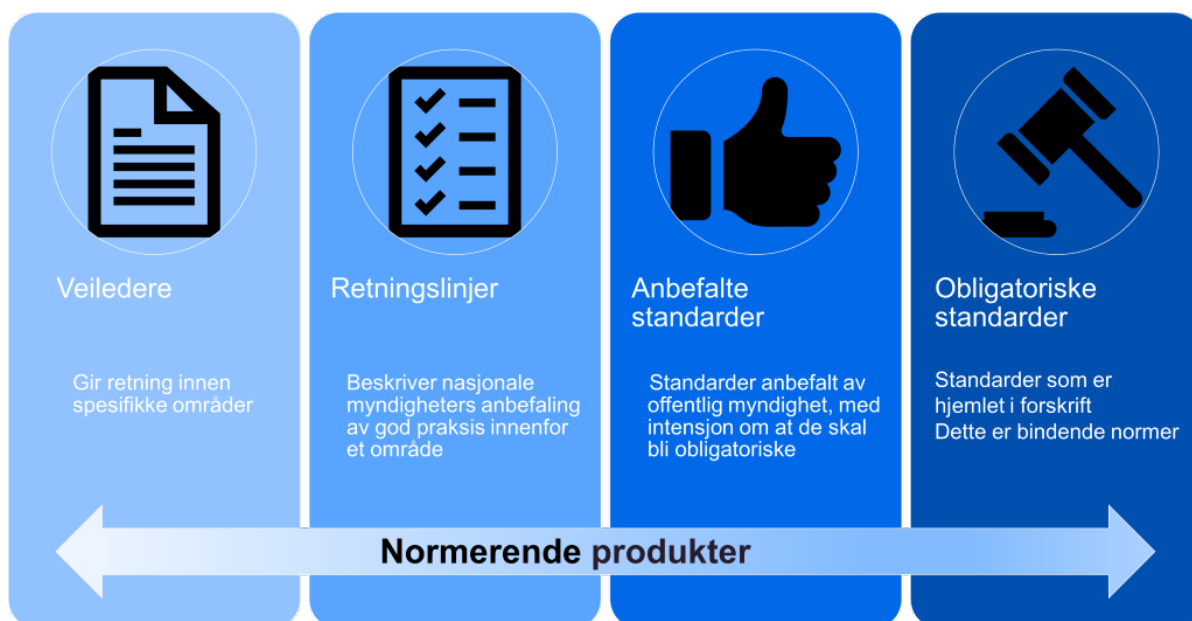 Veiledere
Gir retning innen
spesifikke områder
Retningslinjer
Beskriver nasjonale
myndigheters anbefaling
av god praksis innenfor
et område
Anbefalte
standarder
Standarder anbefalt av
offentlig myndighet, med
intensjon om at de skal
bli obligatoriske
Obligatoriske
standarder
Standarder som er
hjemlet i forskrift
Dette er bindende normer
Normerende produkter